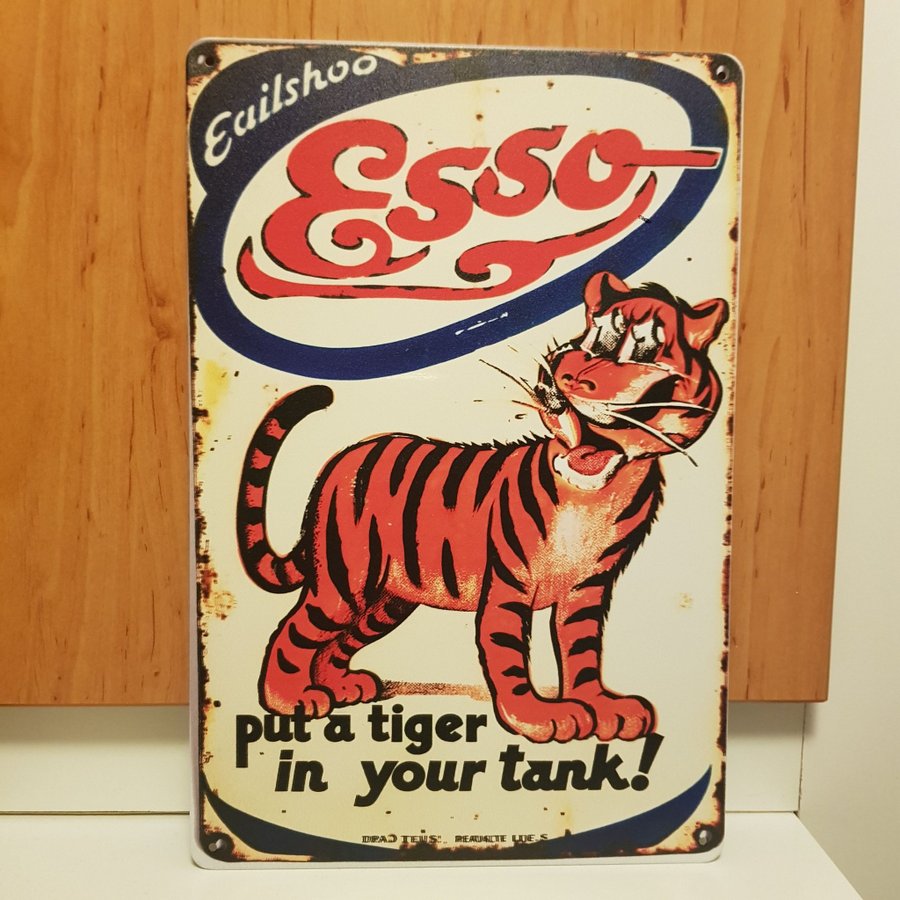 Euilshoo
Esso
put a tiger
in your tank!